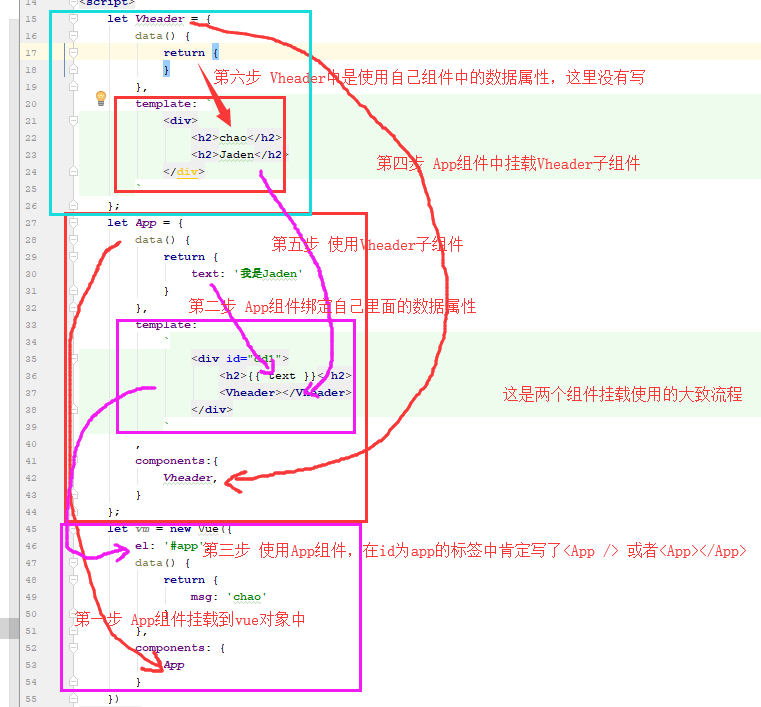 14 <script>
15 let Vheader = {
16 data() {
17 return {
18 }
第六步 Vheader中是使用自己组件中的数据属性，这里没有写
19 },
20 template: `
21 <div>
22 <h2>chao</h2>
23 <h2>Jaden</h2>
第四步 App组件中挂载Vheader子组件
24 </div>
25 `
26 };
27 let App = {
28 data() {
第五步 使用Vheader子组件
29 return {
30 text: '我是Jaden'
31 }
32 },
第二步 App组件绑定自己里面的数据属性
33 template:
34 `
35 <div id="dd1">
36 <h2>{{ text }}</h2>
37 <Vheader></Vheader>
这是两个组件挂载使用的大致流程
38 </div>
39 `
40 ,
41 components:{
42 Vheader,
43 }
44 };
45 let vm = new Vue({
46 el: '#app',
第三步 使用App组件，在id为app的标签中肯定写了<App /> 或者<App></App>
47 data() {
48 return {
49 msg: 'chao'
50 }
第一步 App组件挂载到vue对象中
51 },
52 components: {
53 App
54 }
55 })